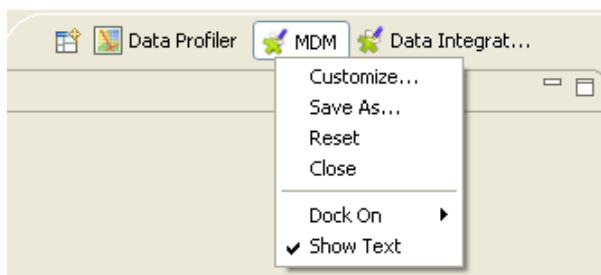 Data Profiler MDM Data Integrat...
Customize...
Save As...
Reset
Close
Dock On
Show Text